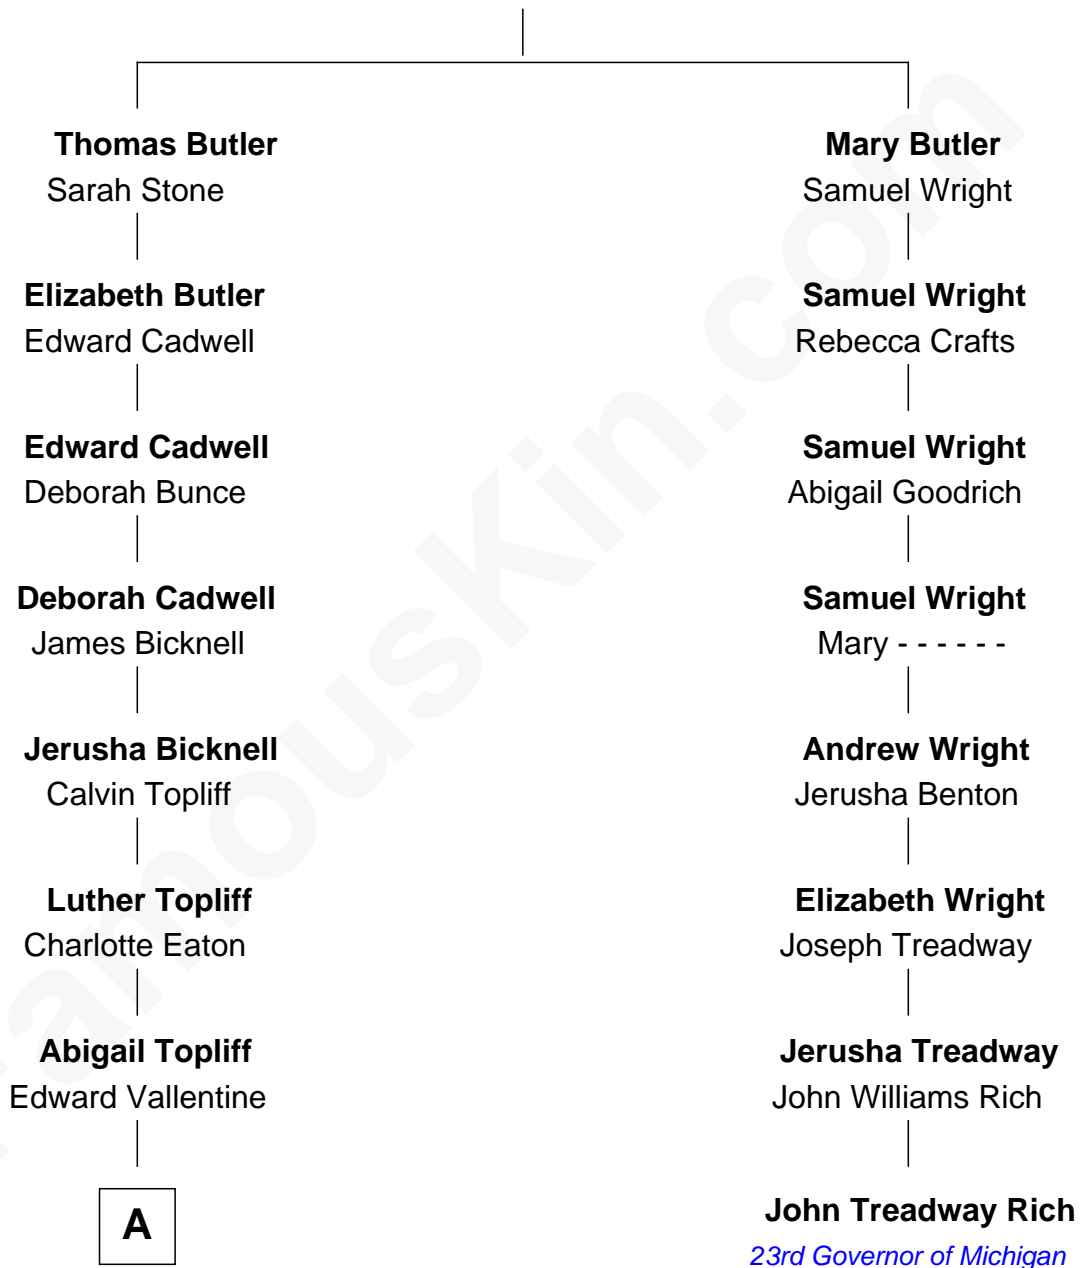 Thomas Butler
Sarah Stone
Mary Butler
Samuel Wright
Elizabeth Butler
Edward Cadwell
Samuel Wright
Rebecca Crafts
Edward Cadwell
Deborah Bunce
Samuel Wright
Abigail Goodrich
Deborah Cadwell
James Bicknell
Samuel Wright
Mary - - - - - -
Jerusha Bicknell
Calvin Topliff
Andrew Wright
Jerusha Benton
Luther Topliff
Charlotte Eaton
Elizabeth Wright
Joseph Treadway
Abigail Topliff
Edward Vallentine
Jerusha Treadway
John Williams Rich
A
John Treadway Rich
23rd Governor of Michigan
FamousKin.com